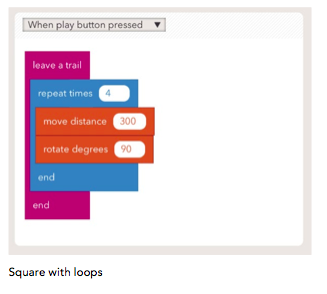 When play button pressed
leave a trail
repeat times 4
move distance 300
rotate degrees 90
end
end
Square with loops